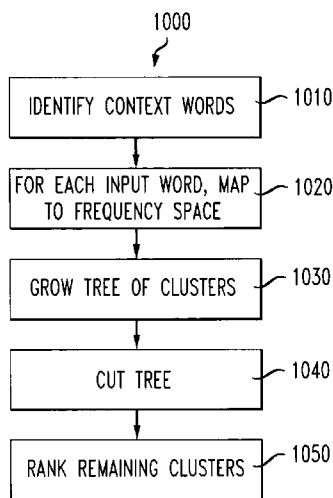 1000
IDENTIFY CONTEXT WORDS
1010
FOR EACH INPUT WORD, MAP
TO FREQUENCY SPACE
1020
GROW TREE OF CLUSTERS
1030
CUT TREE
1040
RANK REMAINING CLUSTERS
1050